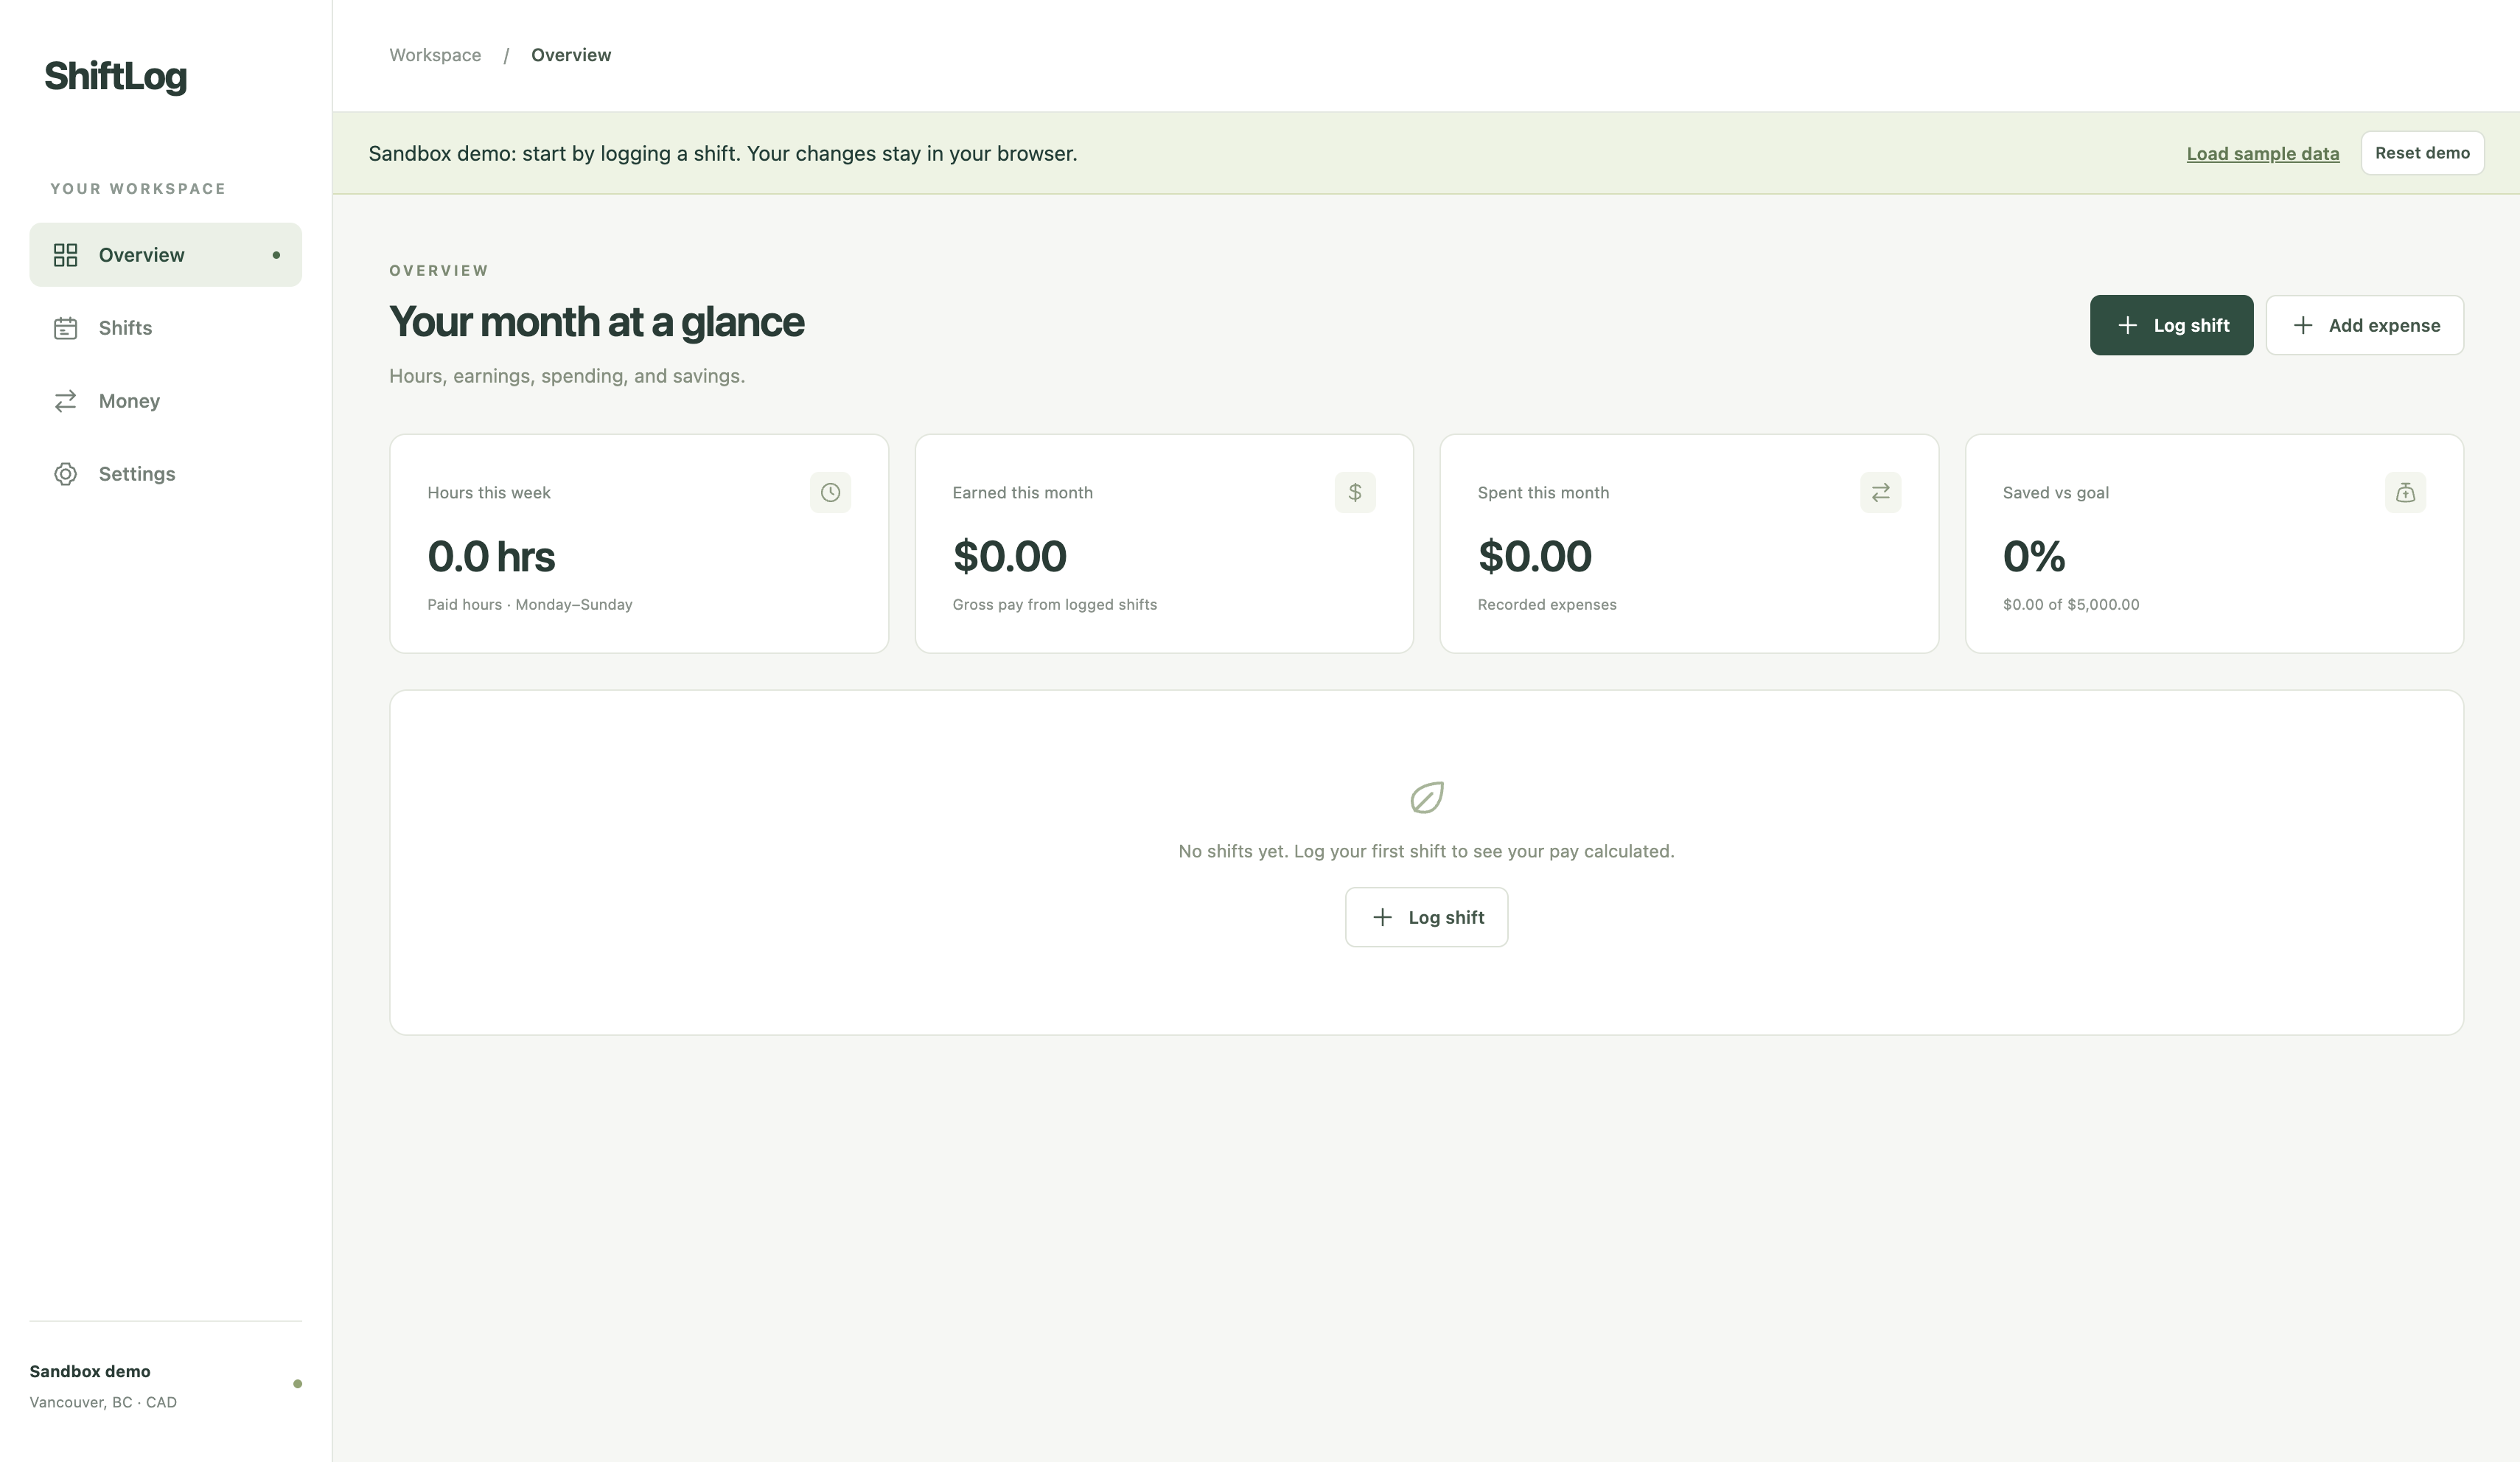 ShiftLog
YOUR WORKSPACE
Overview
Shifts
Money
Settings
Sandbox demo
Vancouver, BC · CAD
Workspace / Overview
Sandbox demo: start by logging a shift. Your changes stay in your browser.
Load sample data
Reset demo
OVERVIEW
Your month at a glance
Hours, earnings, spending, and savings.
Log shift
Add expense
Hours this week
0.0 hrs
Paid hours · Monday–Sunday
Earned this month
$0.00
Gross pay from logged shifts
Spent this month
$0.00
Recorded expenses
Saved vs goal
0%
$0.00 of $5,000.00
No shifts yet. Log your first shift to see your pay calculated.
Log shift